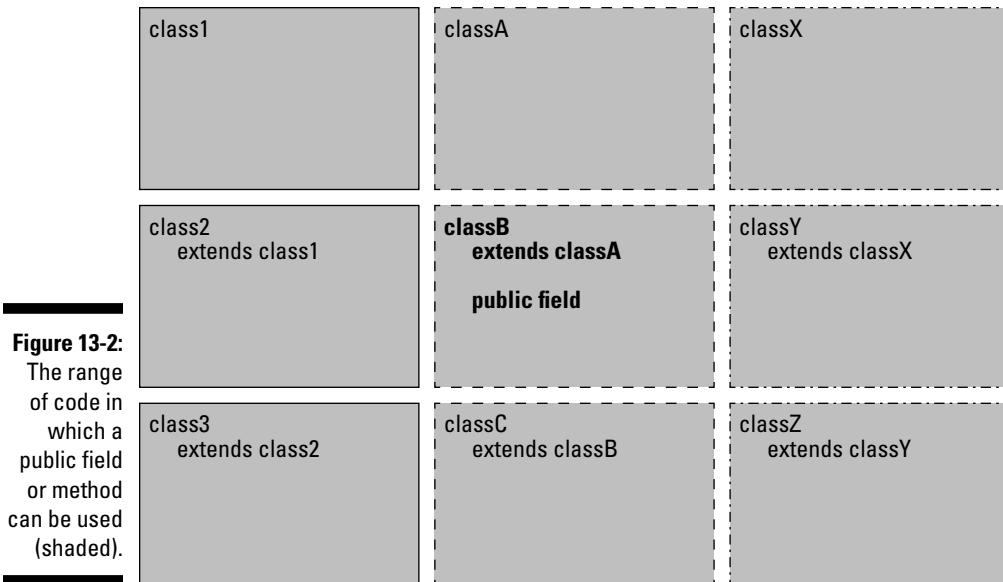 class1
classA
classX
class2
extends class1
classB
extends classA
public field
classY
extends classX
class3
extends class2
classC
extends classB
classZ
extends classY
Figure 13-2:
The range
of code in
which a
public field
or method
can be used
(shaded).